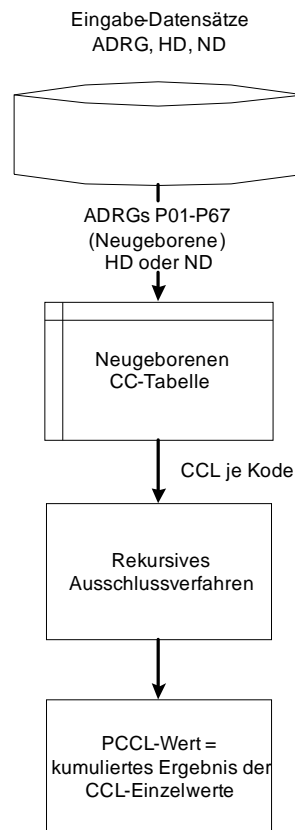 Eingabe-Datensätze
ADRG, HD, ND
ADRGs P01-P67
(Neugeborene)
HD oder ND
Neugeborenen
CC-Tabelle
CCL je Kode
Rekursives
Ausschlussverfahren
PCCL-Wert =
kumuliertes Ergebnis der
CCL-Einzelwerte